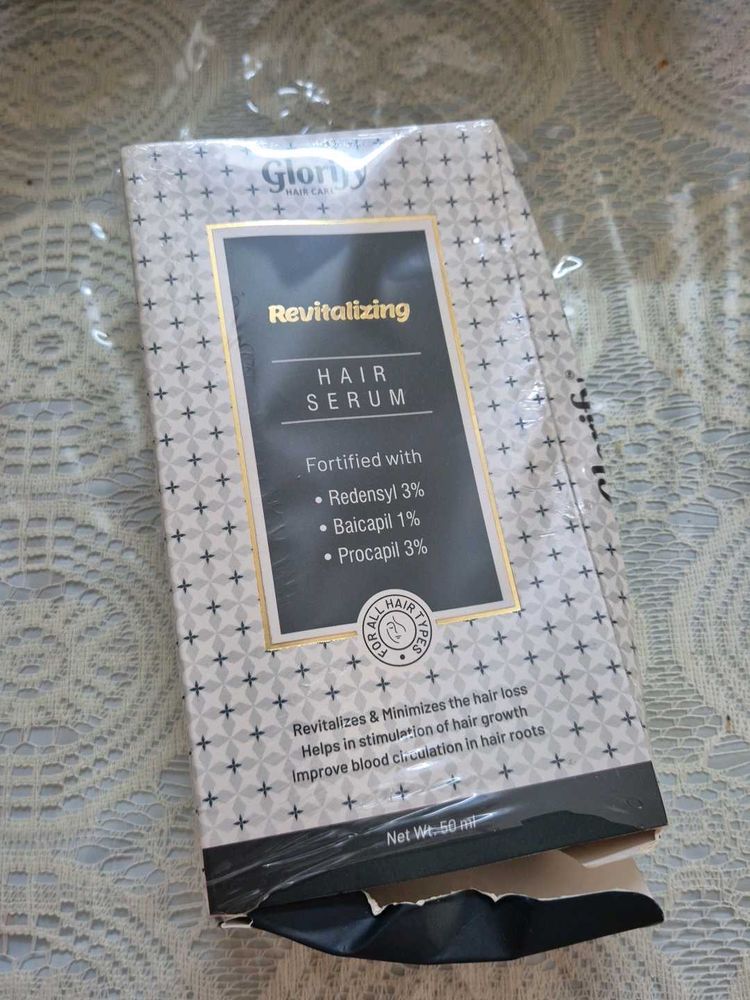 Glorify
HAIR CARE
Revitalizing
HAIR
SERUM
Fortified with
• Redensyl 3%
• Baicapil 1%
• Procapil 3%
FOR ALL HAIR TYPES •
Revitalizes & Minimizes the hair loss
Helps in stimulation of hair growth
Improve blood circulation in hair roots
Net Wt. 50 ml